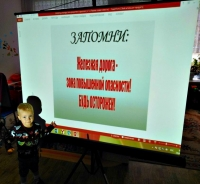 ЗАПОМНИ:
Железная дорога-
зона повышенной опасности!
БУДЬ ОСТОРОЖЕН!